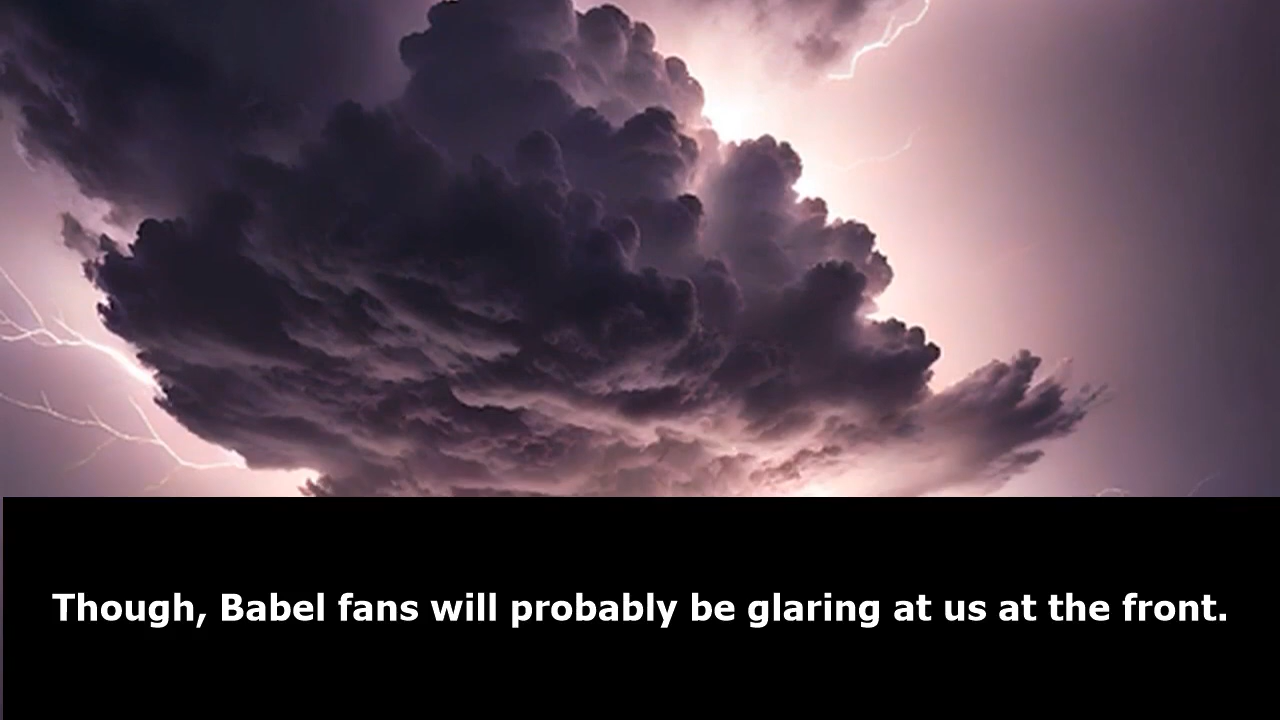 Though, Babel fans will probably be glaring at us at the front.